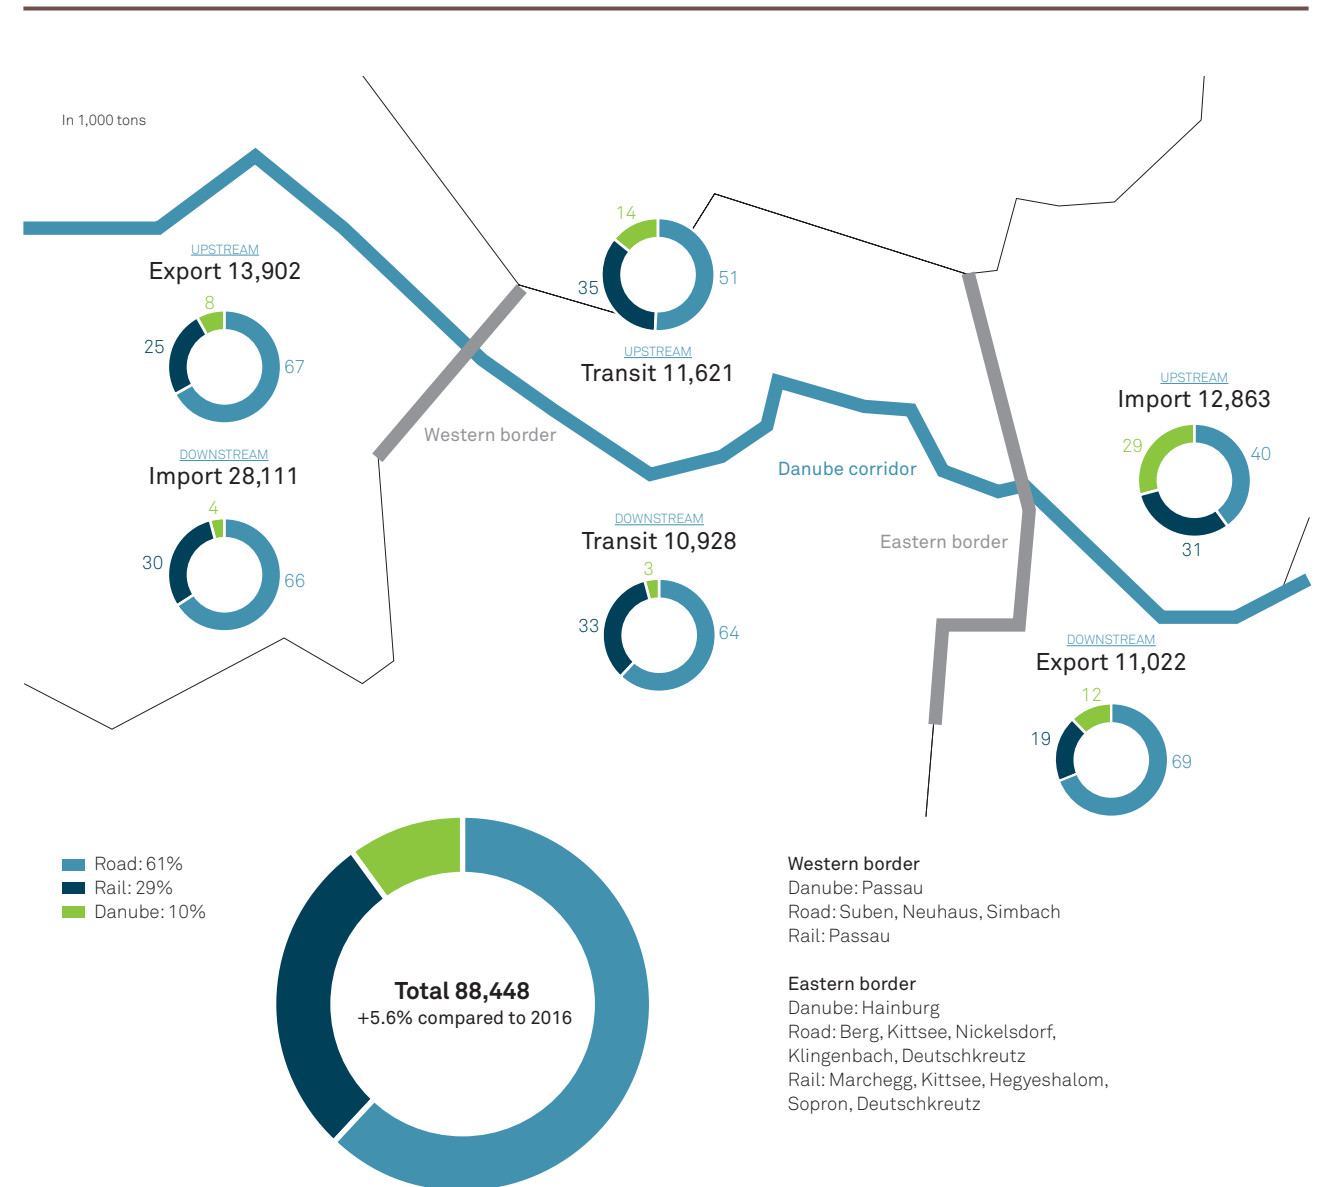 In 1,000 tons
UPSTREAM
Export 13,902
8
25
67
DOWNSTREAM
Import 28,111
4
30
66
Western border
14
35
51
UPSTREAM
Transit 11,621
Danube corridor
DOWNSTREAM
Transit 10,928
3
33
64
Eastern border
UPSTREAM
Import 12,863
29
40
31
DOWNSTREAM
Export 11,022
12
19
69
Road: 61%
Rail: 29%
Danube: 10%
Total 88,448
+5.6% compared to 2016
Western border
Danube: Passau
Road: Suben, Neuhaus, Simbach
Rail: Passau
Eastern border
Danube: Hainburg
Road: Berg, Kittsee, Nickelsdorf,
Klingenbach, Deutschkreutz
Rail: Marchegg, Kittsee, Hegyeshalom,
Sopron, Deutschkreutz